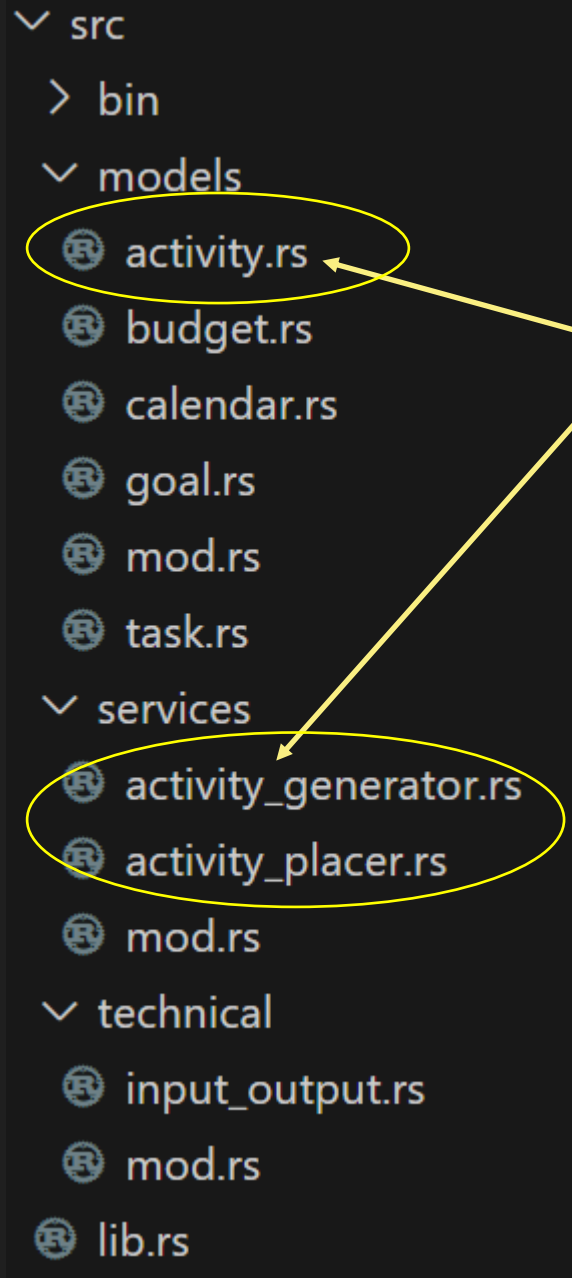 src
bin
models
activity.rs
budget.rs
calendar.rs
goal.rs
mod.rs
task.rs
services
activity_generator.rs
activity_placer.rs
mod.rs
technical
input_output.rs
mod.rs
lib.rs